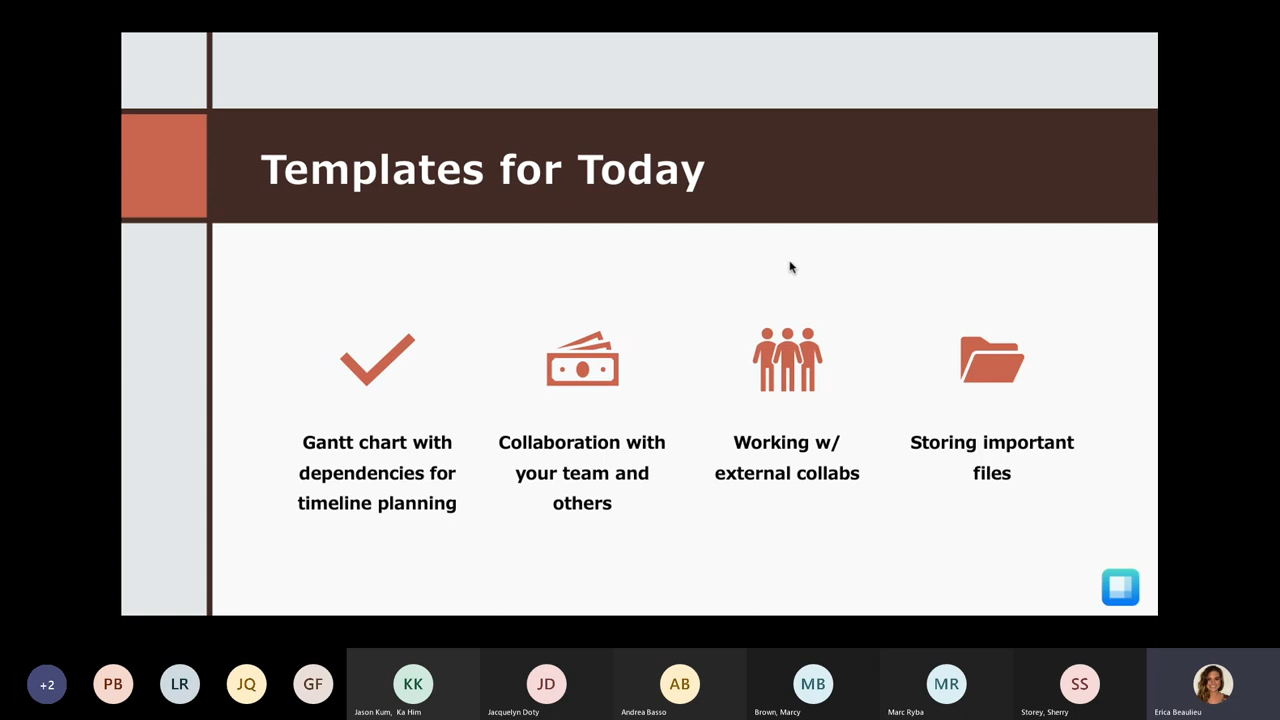 Templates for Today
Gantt chart with
dependencies for
timeline planning
Collaboration with
your team and
others
Working w/
external collabs
Storing important
files
+2
PB
LR
JQ
GF
KK
Jason Kum, Ka Him
JD
Jacquelyn Doty
AB
Andrea Basso
MB
Brown, Marcy
MR
Marc Ryba
SS
Storey, Sherry
Erica Beaulieu